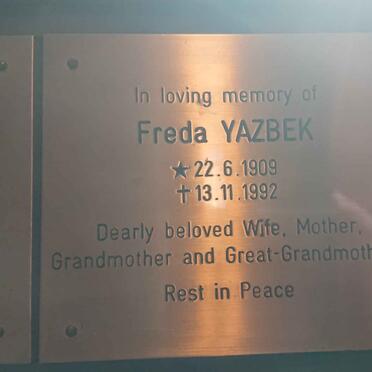 In loving memory of
Freda YAZBEK
★ 22.6.1909
✝ 13.11.1992
Dearly beloved Wife, Mother,
Grandmother and Great-Grandmoth
Rest in Peace